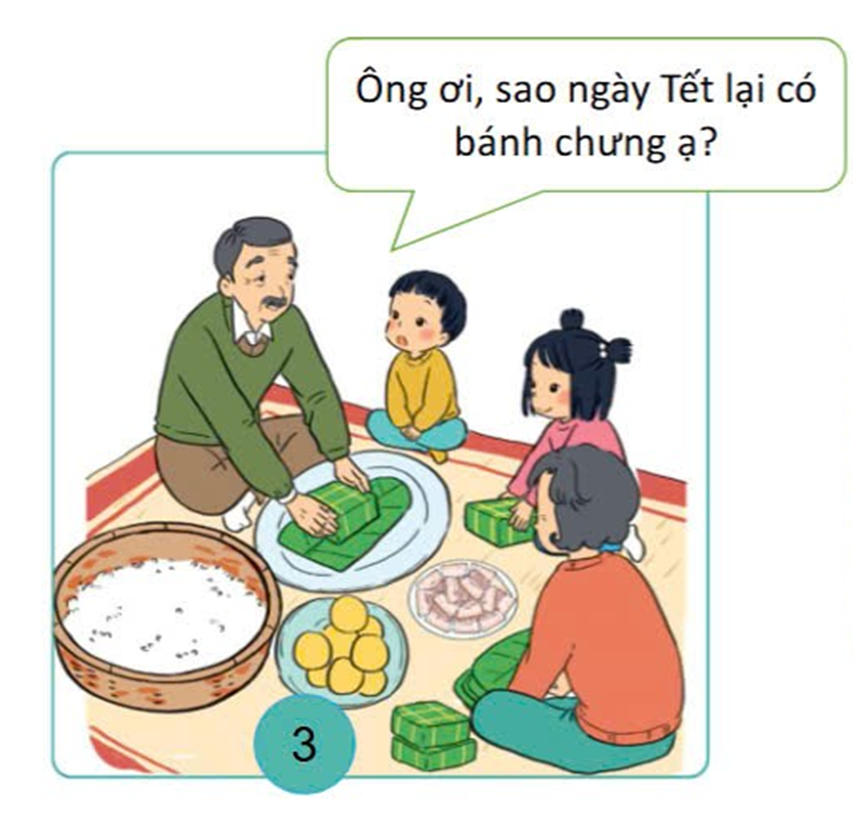 Ông ơi, sao ngày Tết lại có
bánh chưng ạ?
3